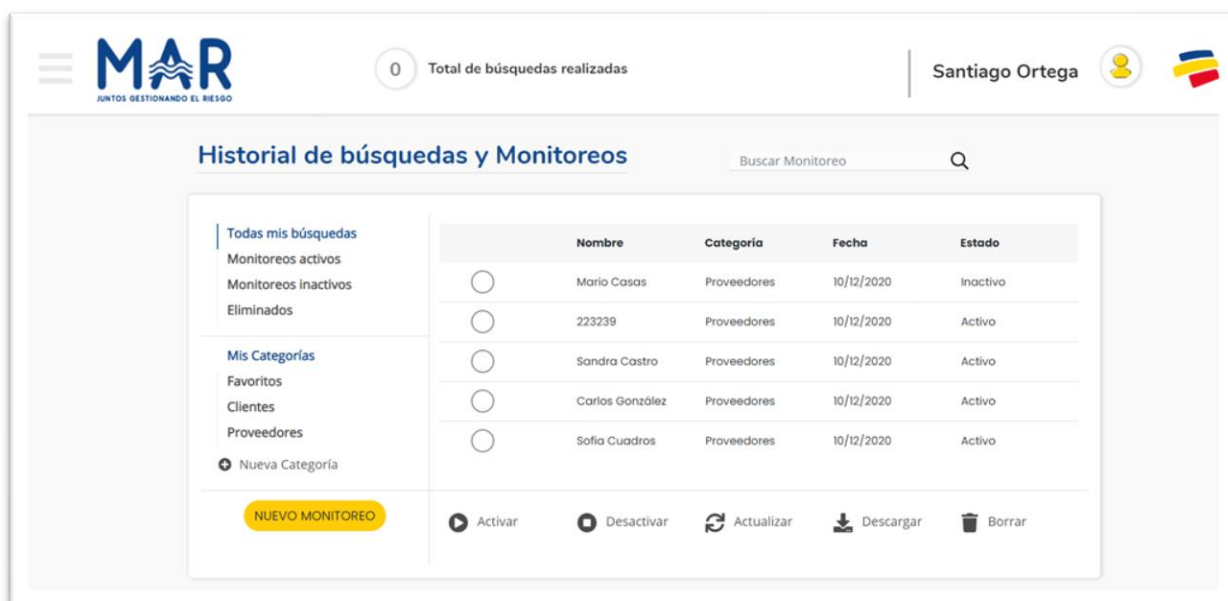 MAR
JUNTOS GESTIONANDO EL RIESGO
0 Total de búsquedas realizadas
Santiago Ortega
Historial de búsquedas y Monitoreos
Buscar Monitoreo
Todas mis búsquedas
Monitoreos activos
Monitoreos inactivos
Eliminados
Mis Categorías
Favoritos
Clientes
Proveedores
Nueva Categoría
NUEVO MONITOREO
Nombre Categoría Fecha Estado
Mario Casas Proveedores 10/12/2020 Inactivo
223239 Proveedores 10/12/2020 Activo
Sandra Castro Proveedores 10/12/2020 Activo
Carlos González Proveedores 10/12/2020 Activo
Sofia Cuadros Proveedores 10/12/2020 Activo
Activar Desactivar Actualizar Descargar Borrar